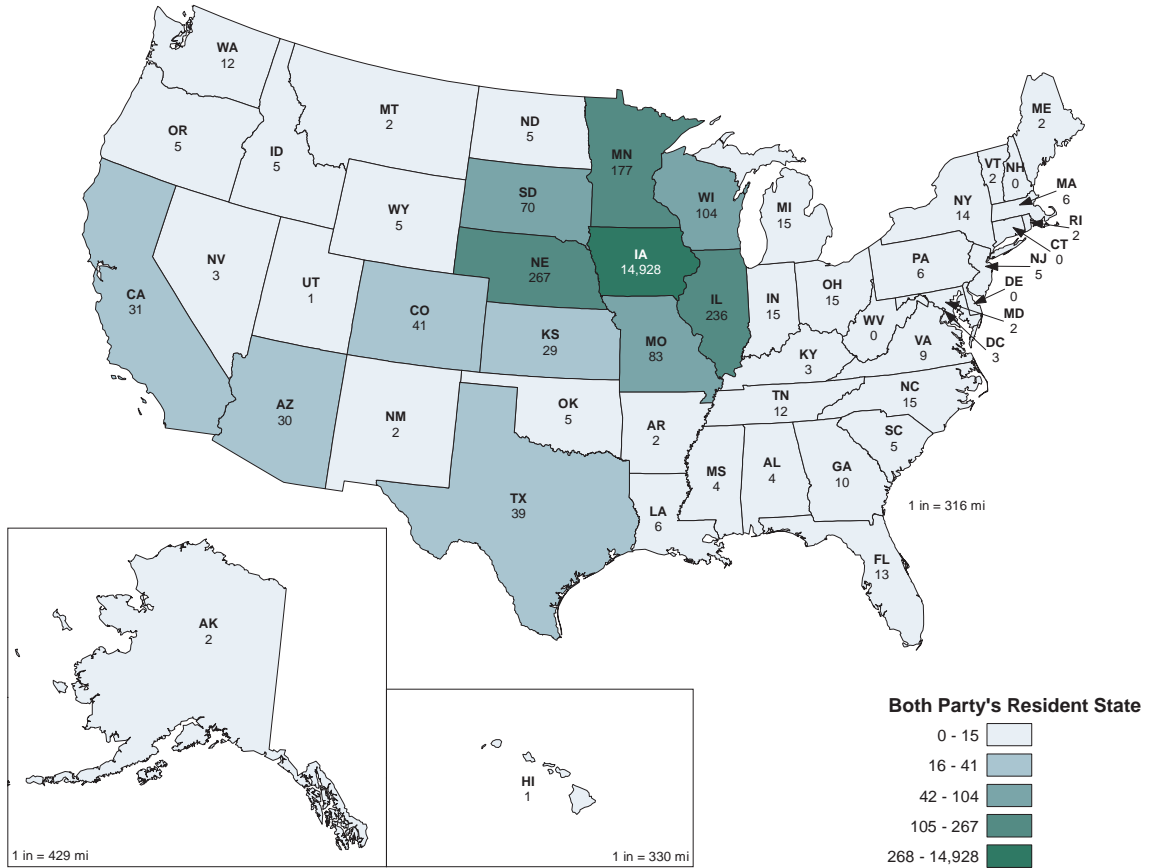 WA
12
MT
2
ND
5
OR
5
ID
5
MN
177
SD
70
WI
104
WY
5
MI
15
ME
2
VT
2
NH
0
MA
6
NY
14
RI
2
CT
0
NJ
5
PA
6
DE
0
MD
2
DC
3
NV
3
UT
1
NE
267
IA
14,928
CA
31
CO
41
KS
29
MO
83
IL
236
IN
15
OH
15
WV
0
KY
3
VA
9
NC
15
TN
12
SC
5
AZ
30
NM
2
OK
5
AR
2
MS
4
AL
4
GA
10
TX
39
LA
6
FL
13
1 in = 316 mi
AK
2
1 in = 429 mi
HI
1
1 in = 330 mi
Both Party's Resident State
0 - 15
16 - 41
42 - 104
105 - 267
268 - 14,928